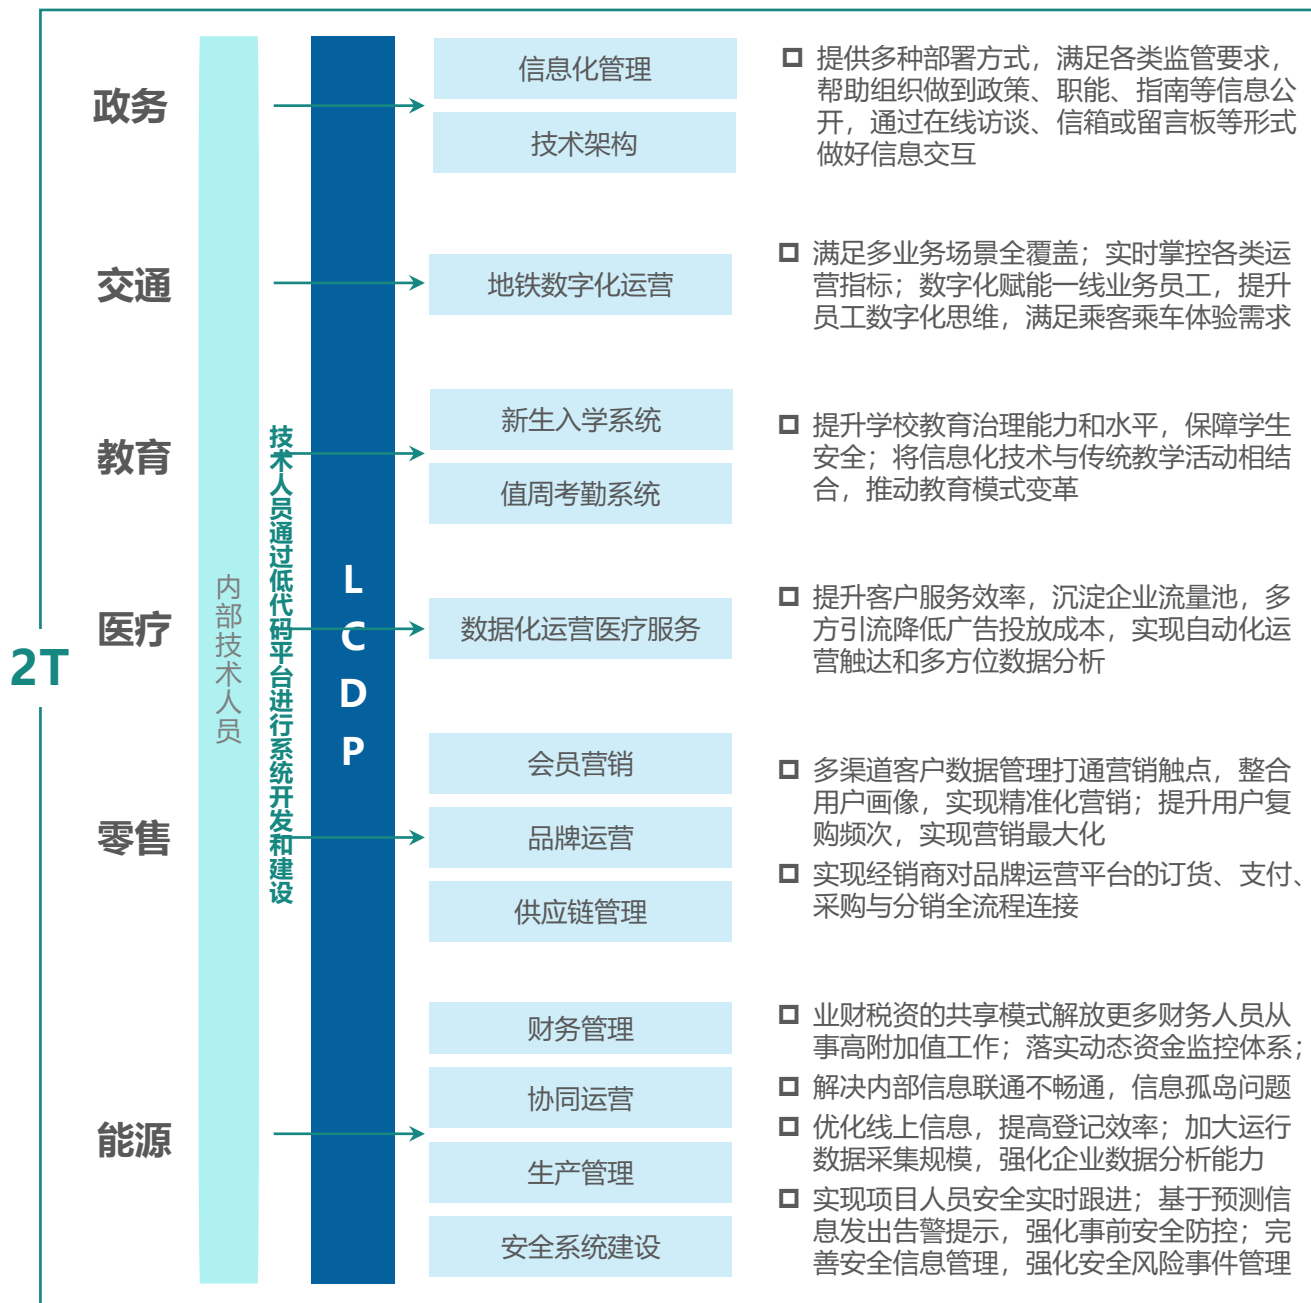 2T
内部技术人员
技术人员通过低代码平台进行系统开发和建设
LCDP
政务
信息化管理
技术架构
提供多种部署方式，满足各类监管要求，
帮助组织做到政策、职能、指南等信息公
开，通过在线访谈、信箱或留言板等形式
做好信息交互
交通
地铁数字化运营
满足多业务场景全覆盖；实时掌控各类运
营指标；数字化赋能一线业务员工，提升
员工数字化思维，满足乘客乘车体验需求
教育
新生入学系统
值周考勤系统
提升学校教育治理能力和水平，保障学生
安全；将信息化技术与传统教学活动相结
合，推动教育模式变革
医疗
数据化运营医疗服务
提升客户服务效率，沉淀企业流量池，多
方引流降低广告投放成本，实现自动化运
营触达和多方位数据分析
零售
会员营销
品牌运营
供应链管理
多渠道客户数据管理打通营销触点，整合
用户画像，实现精准化营销；提升用户复
购频次，实现营销最大化
实现经销商对品牌运营平台的订货、支付、
采购与分销全流程连接
能源
财务管理
协同运营
生产管理
安全系统建设
业财税资的共享模式解放更多财务人员从
事高附加值工作；落实动态资金监控体系；
解决内部信息联通不畅通，信息孤岛问题
优化线上信息，提高登记效率；加大运行
数据采集规模，强化企业数据分析能力
实现项目人员安全实时跟进；基于预测信
息发出告警提示，强化事前安全防控；完
善安全信息管理，强化安全风险事件管理